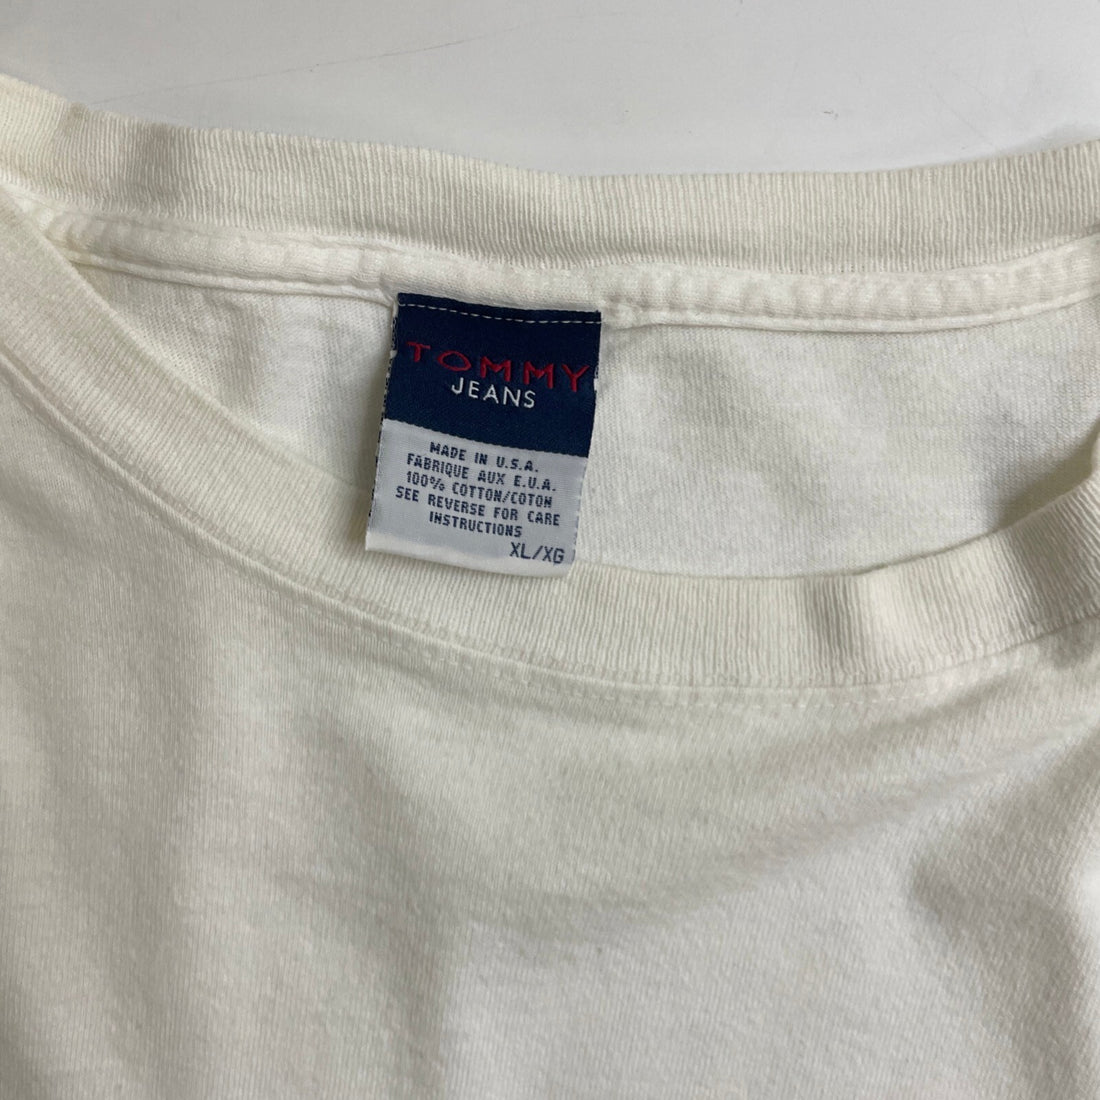 TOMMY
JEANS
MADE IN U.S.A.
FABRIQUE AUX E.U.A.
100% COTTON/COTON
SEE REVERSE FOR CARE
INSTRUCTIONS
XL/XG